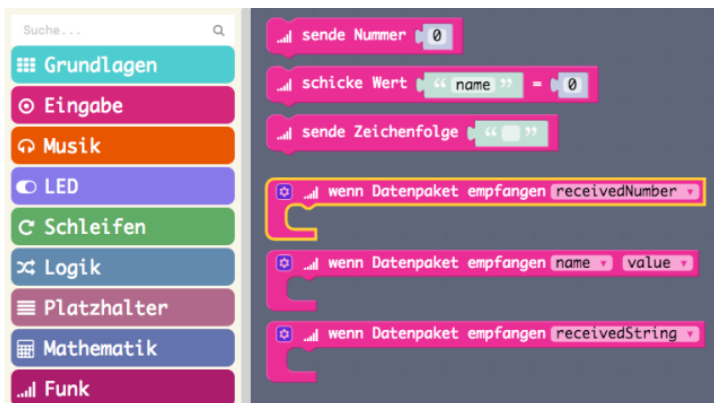 Suche...
Grundlagen
Eingabe
Musik
LED
Schleifen
Logik
Platzhalter
Mathematik
Funk
sende Nummer 0
schicke Wert “ name ” = 0
sende Zeichenfolge “ ”
wenn Datenpaket empfangen receivedNumber
wenn Datenpaket empfangen name value
wenn Datenpaket empfangen receivedString